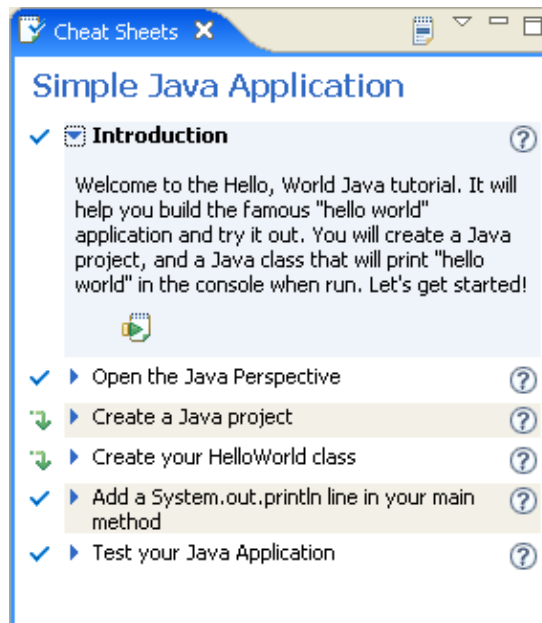 Cheat Sheets
Simple Java Application
Introduction
Welcome to the Hello, World Java tutorial. It will
help you build the famous "hello world"
application and try it out. You will create a Java
project, and a Java class that will print "hello
world" in the console when run. Let's get started!
Open the Java Perspective
Create a Java project
Create your HelloWorld class
Add a System.out.println line in your main
method
Test your Java Application